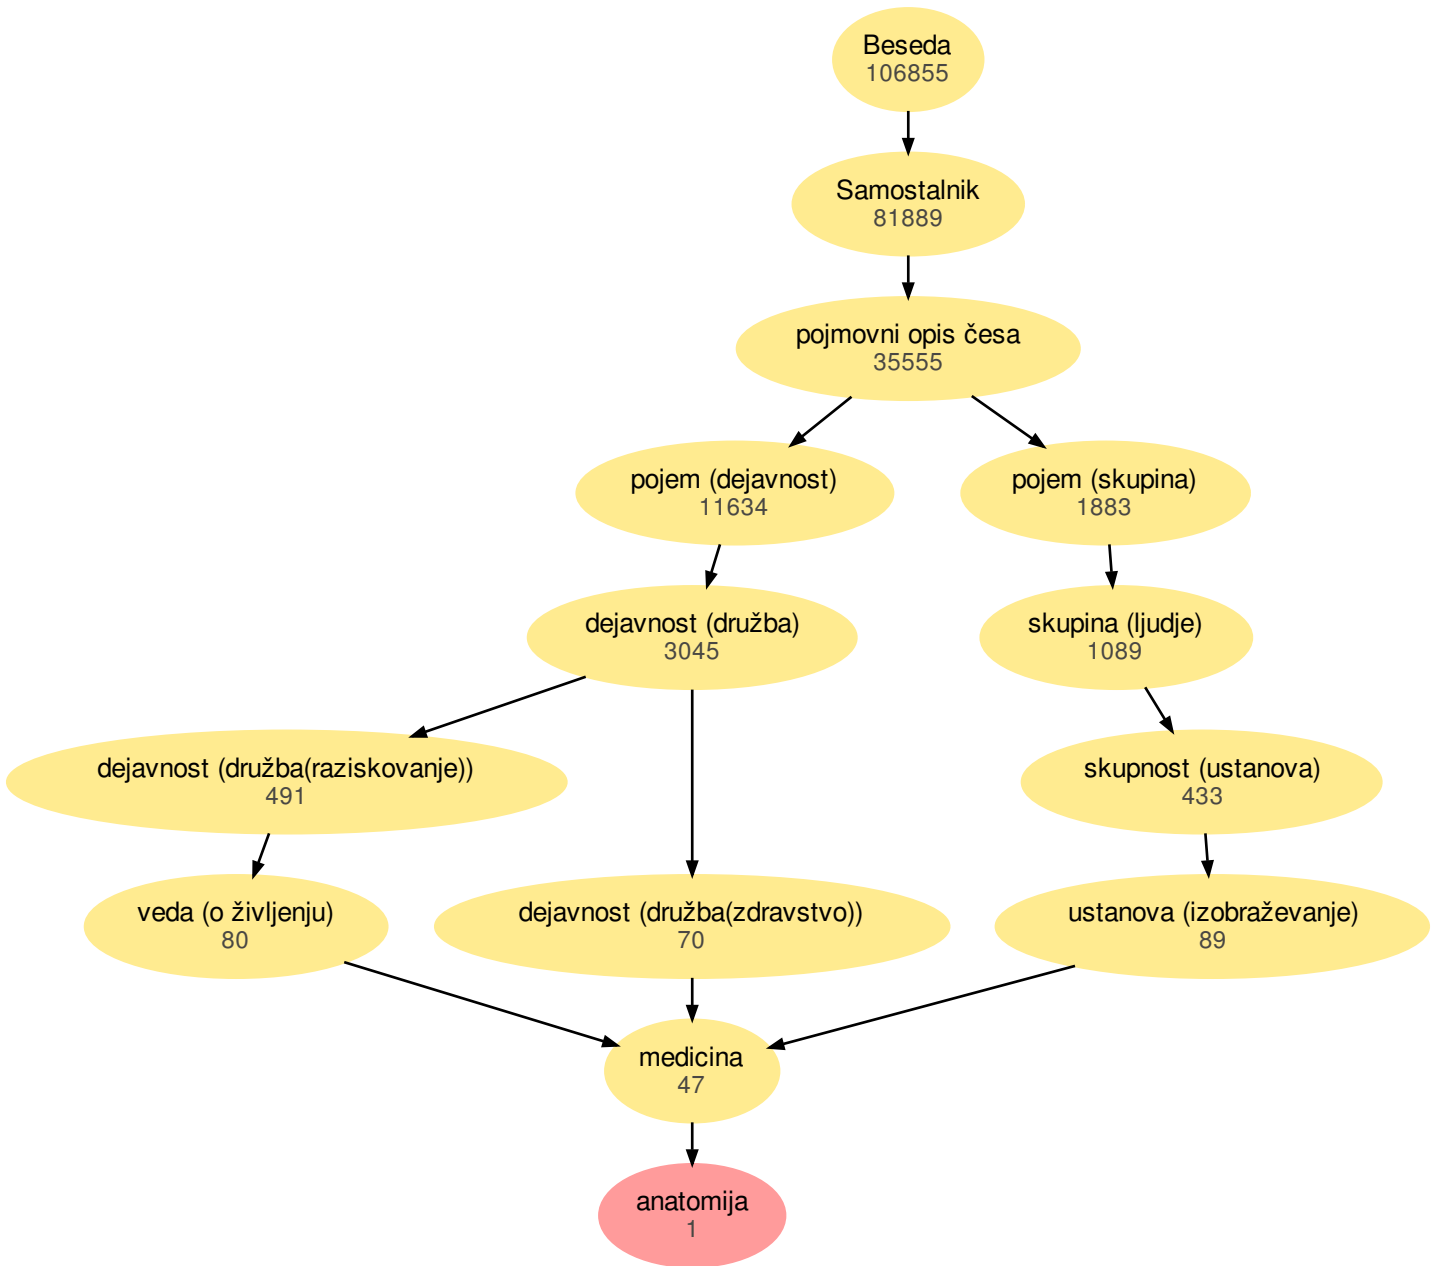 Beseda
106855
Samostalnik
81889
pojmovni opis česa
35555
pojem (dejavnost)
11634
pojem (skupina)
1883
dejavnost (družba)
3045
skupina (ljudje)
1089
dejavnost (družba(raziskovanje))
491
skupnost (ustanova)
433
veda (o življenju)
80
dejavnost (družba(zdravstvo))
70
ustanova (izobraževanje)
89
medicina
47
anatomija
1